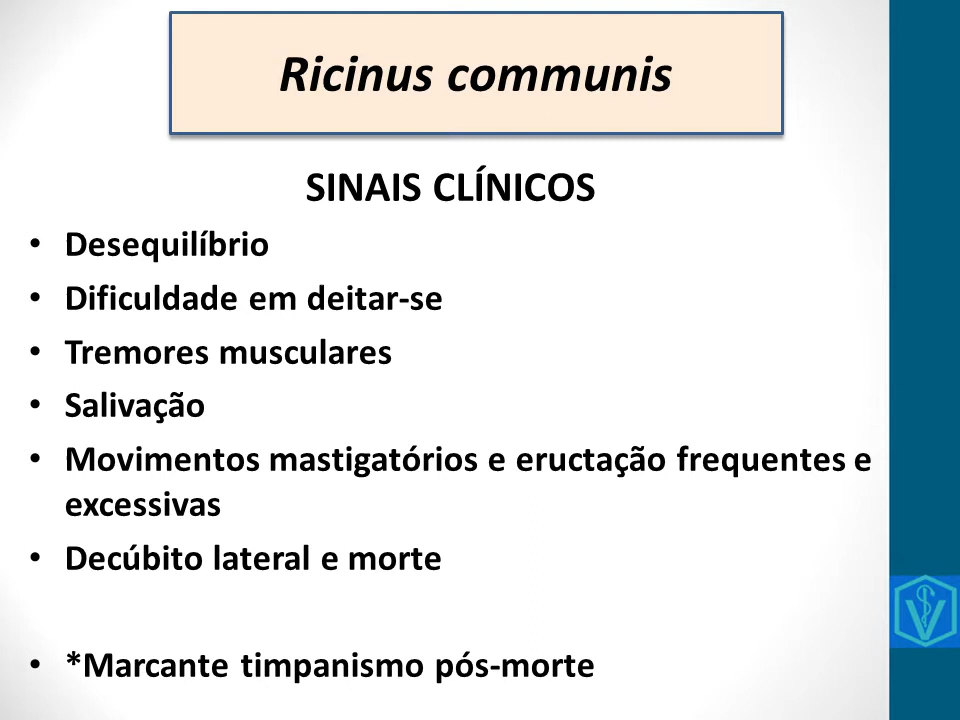 Ricinus communis
SINAIS CLÍNICOS
• Desequilíbrio
• Dificuldade em deitar-se
• Tremores musculares
• Salivação
• Movimentos mastigatórios e eructação frequentes e
excessivas
• Decúbito lateral e morte
• *Marcante timpanismo pós-morte